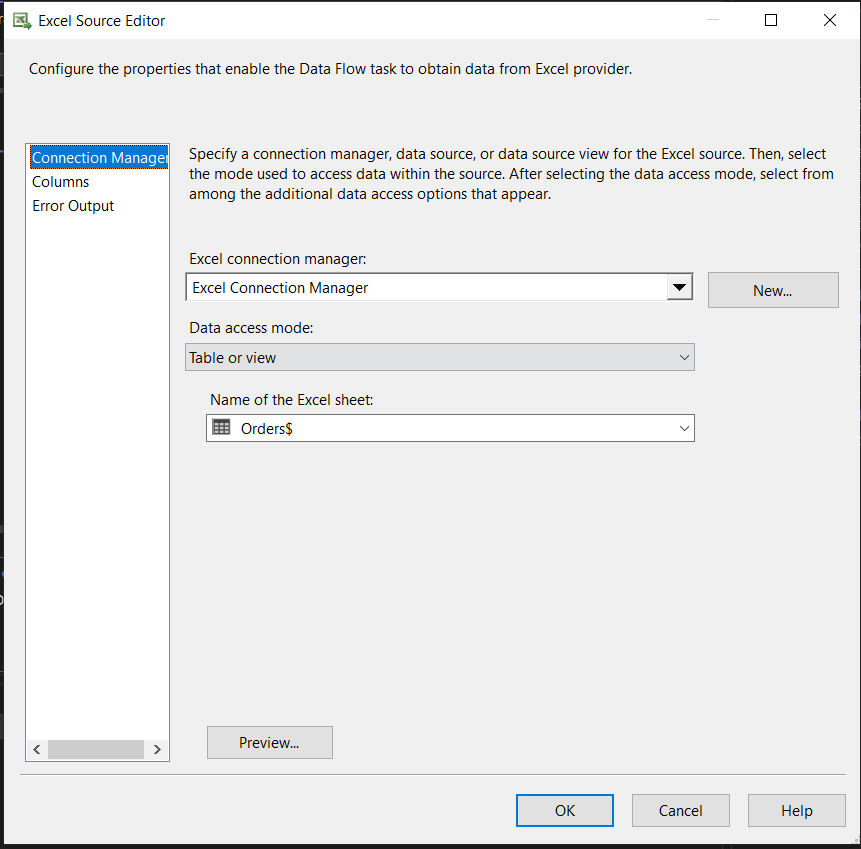 Excel Source Editor
Configure the properties that enable the Data Flow task to obtain data from Excel provider.
Connection Manager
Columns
Error Output
Specify a connection manager, data source, or data source view for the Excel source. Then, select
the mode used to access data within the source. After selecting the data access mode, select from
among the additional data access options that appear.
Excel connection manager:
Excel Connection Manager
New...
Data access mode:
Table or view
Name of the Excel sheet:
Orders$
Preview...
OK
Cancel
Help